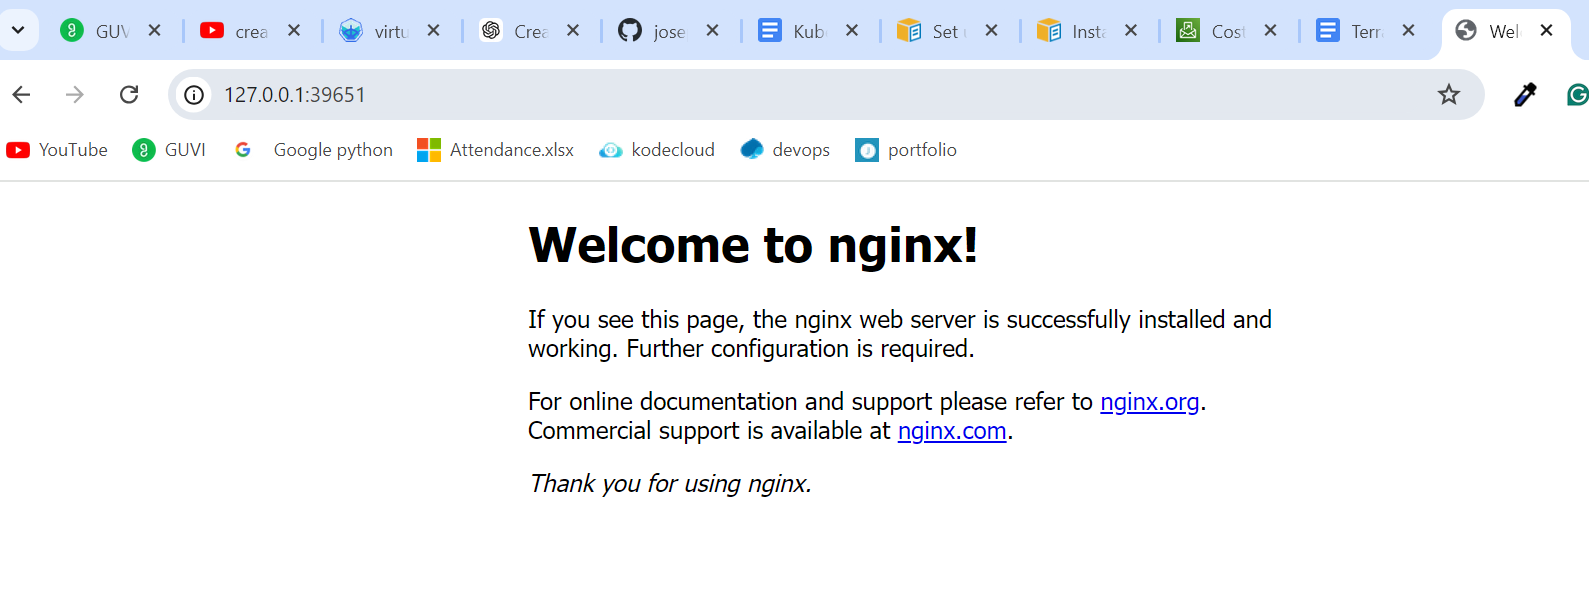 GUV crea virtu Crea jose Kub Set Insta Cost Terr Wel
127.0.0.1:39651
YouTube GUVI Google python Attendance.xlsx kodecloud devops portfolio
Welcome to nginx!
If you see this page, the nginx web server is successfully installed and
working. Further configuration is required.
For online documentation and support please refer to nginx.org.
Commercial support is available at nginx.com.
Thank you for using nginx.